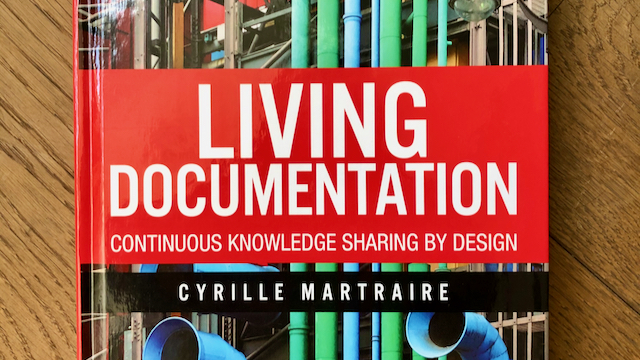 LIVING
DOCUMENTATION
CONTINUOUS KNOWLEDGE SHARING BY DESIGN
CYRILLE MARTRAIRE